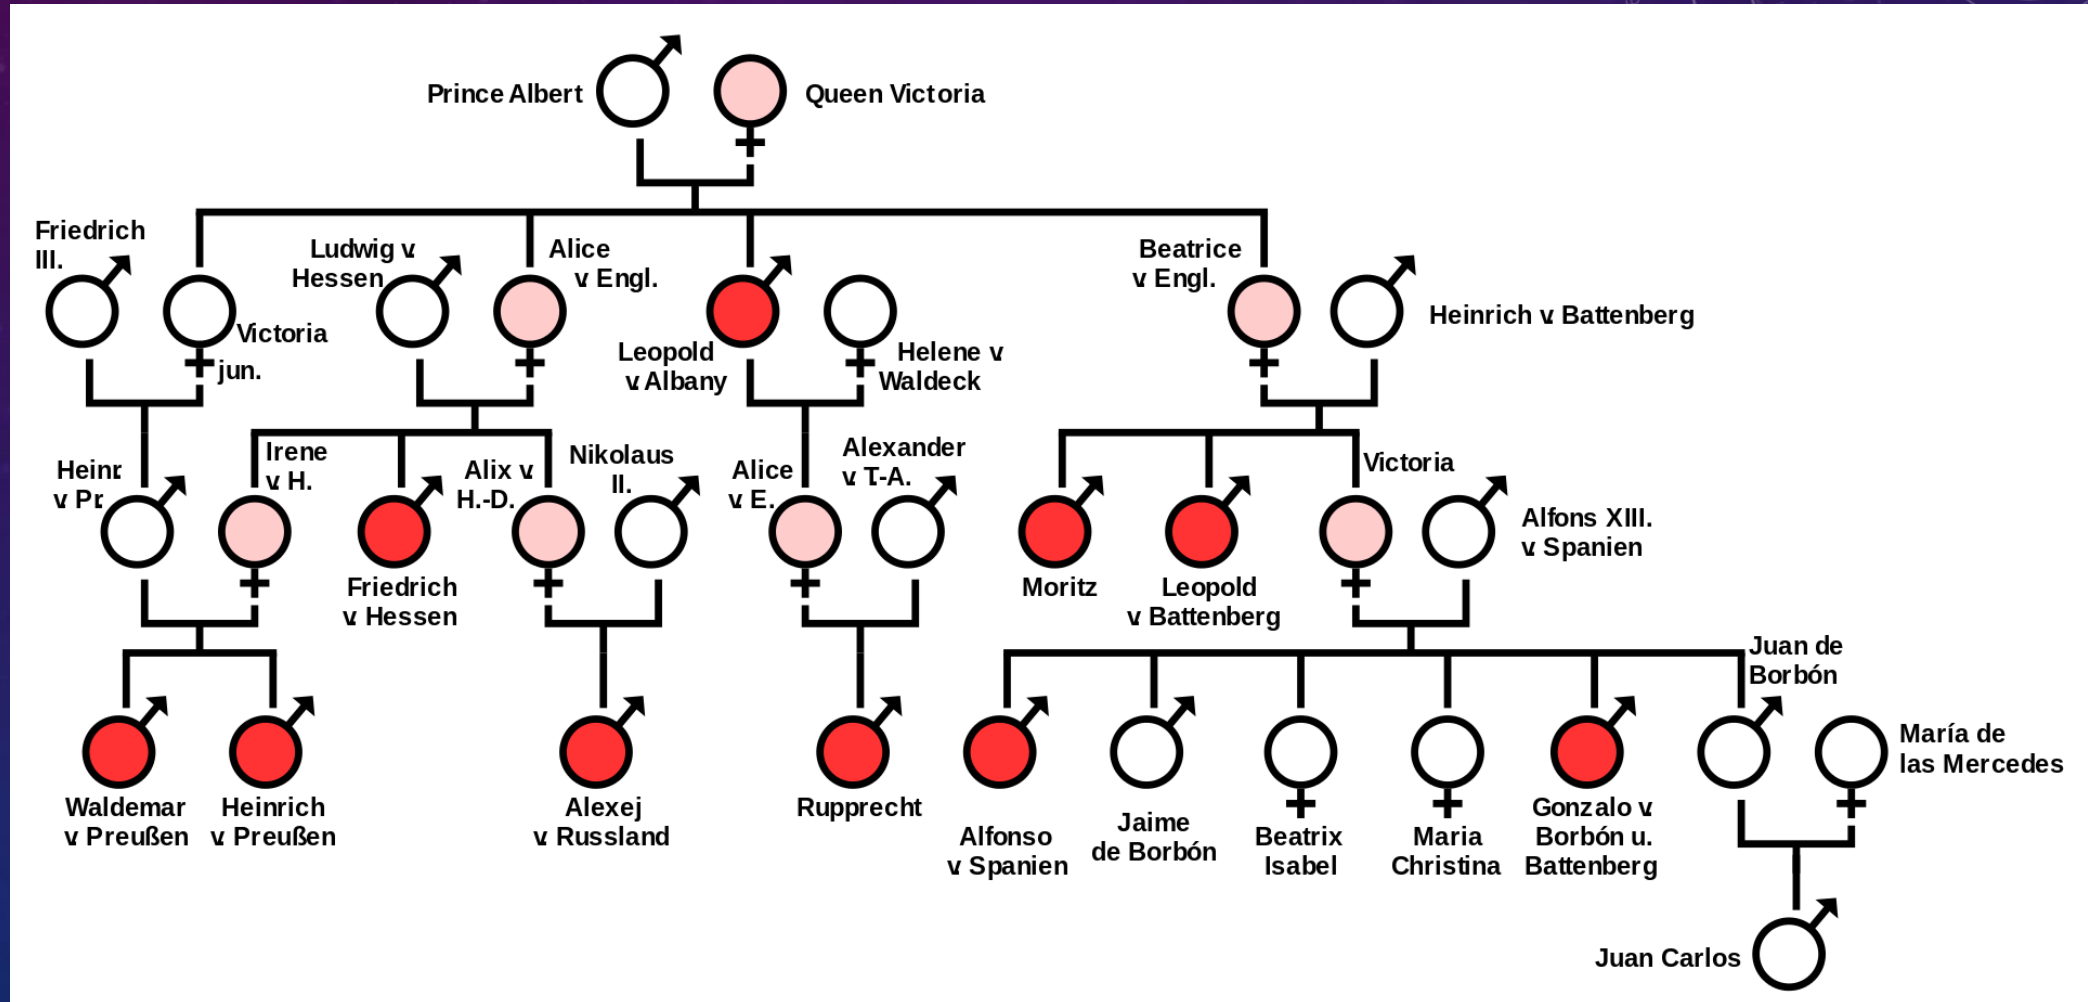 Prince Albert
Queen Victoria
Friedrich
III.
Ludwig v.
Hessen
Alice
v. Engl.
Beatrice
v. Engl.
Heinrich v. Battenberg
Victoria
jun.
Leopold
v. Albany
Helene v.
Waldeck
Heinr.
v. Pr.
Irene
v. H.
Alix v.
H.-D.
Nikolaus
II.
Alice
v. E.
Alexander
v. T.-A.
Victoria
Alfons XIII.
v. Spanien
Friedrich
v. Hessen
Moritz
Leopold
v. Battenberg
Juan de
Borbón
María de
las Mercedes
Waldemar
v. Preußen
Heinrich
v. Preußen
Alexej
v. Russland
Rupprecht
Alfonso
v. Spanien
Jaime
de Borbón
Beatrix
Isabel
Maria
Christina
Gonzalo v.
Borbón u.
Battenberg
Juan Carlos